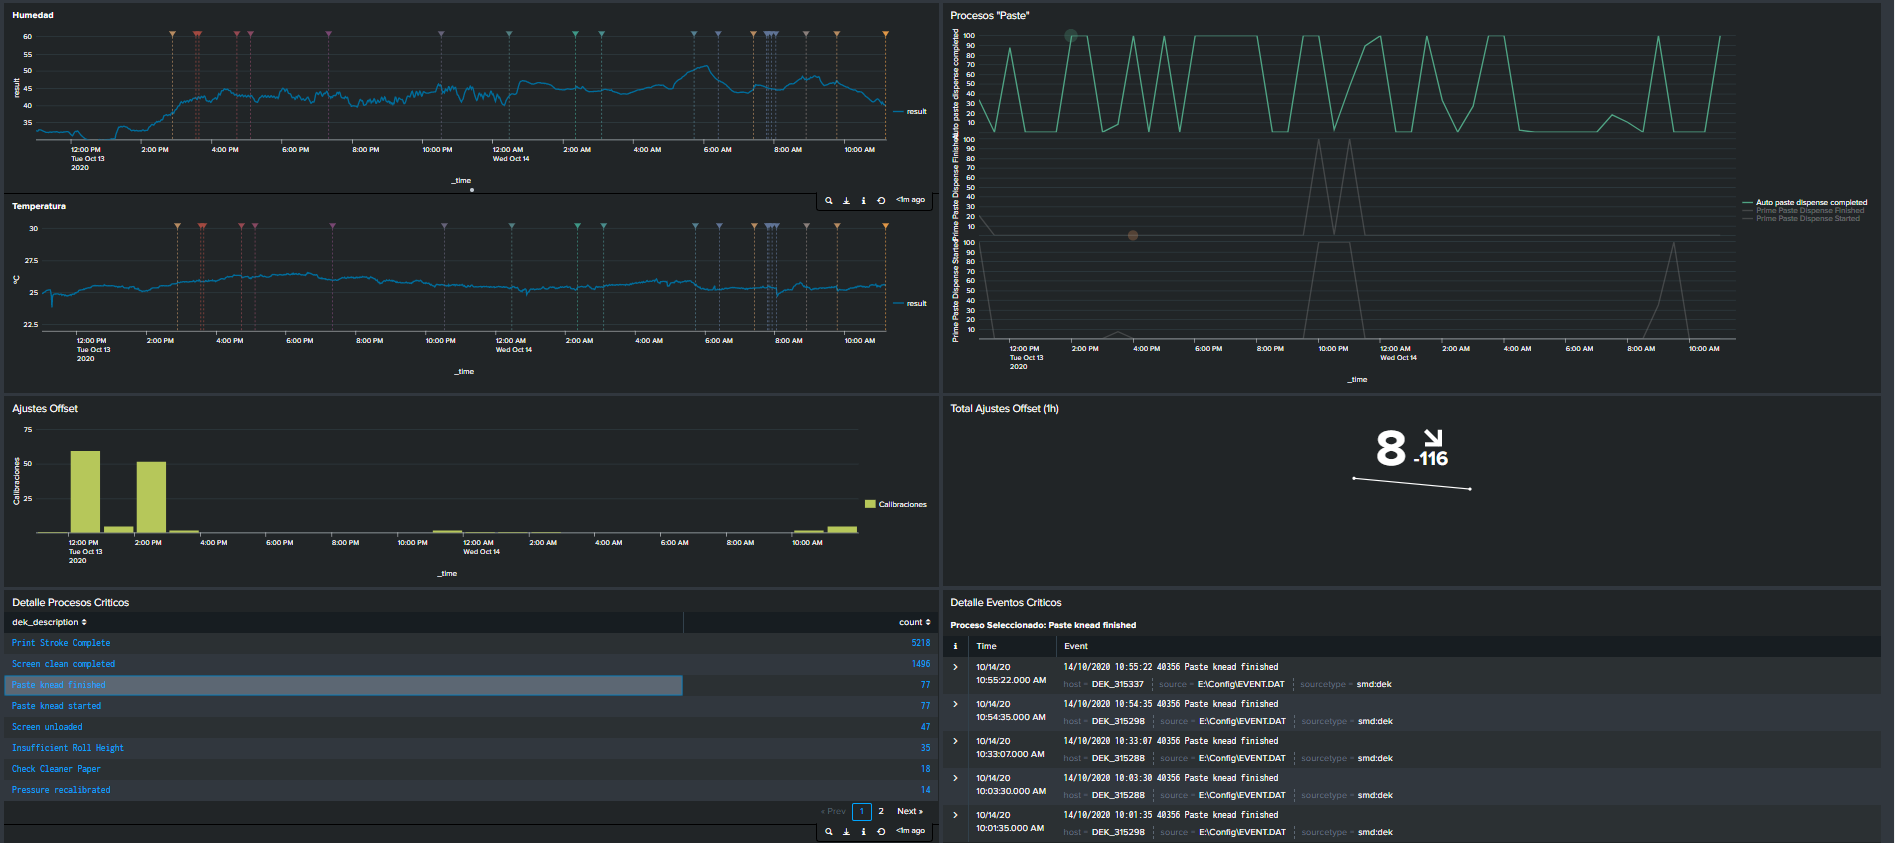 Humedad
60
55
50
45
40
35
result
result
12:00 PM 2:00 PM 4:00 PM 6:00 PM 8:00 PM 10:00 PM 12:00 AM 2:00 AM 4:00 AM 6:00 AM 8:00 AM 10:00 AM
Tue Oct 13 Wed Oct 14
2020
_time
<1m ago
Temperatura
30
27.5
25
22.5
ºC
result
12:00 PM 2:00 PM 4:00 PM 6:00 PM 8:00 PM 10:00 PM 12:00 AM 2:00 AM 4:00 AM 6:00 AM 8:00 AM 10:00 AM
Tue Oct 13 Wed Oct 14
2020
_time
Procesos "Paste"
Auto paste dispense completed
100
90
80
70
60
50
40
30
20
10
Prime Paste Dispense Finished
100
90
80
70
60
50
40
30
20
10
Prime Paste Dispense Started
100
90
80
70
60
50
40
30
20
10
Auto paste dispense completed
Prime Paste Dispense Finished
Prime Paste Dispense Started
12:00 PM 2:00 PM 4:00 PM 6:00 PM 8:00 PM 10:00 PM 12:00 AM 2:00 AM 4:00 AM 6:00 AM 8:00 AM 10:00 AM
Tue Oct 13 Wed Oct 14
2020
_time
Ajustes Offset
75
50
25
Calibraciones
Calibraciones
12:00 PM 2:00 PM 4:00 PM 6:00 PM 8:00 PM 10:00 PM 12:00 AM 2:00 AM 4:00 AM 6:00 AM 8:00 AM 10:00 AM
Tue Oct 13 Wed Oct 14
2020
_time
Total Ajustes Offset (1h)
8 -116
Detalle Procesos Criticos
dek_description count
Print Stroke Complete 5218
Screen clean completed 1496
Paste knead finished 77
Paste knead started 77
Screen unloaded 47
Insufficient Roll Height 35
Check Cleaner Paper 18
Pressure recalibrated 14
« Prev 1 2 Next »
<1m ago
Detalle Eventos Criticos
Proceso Seleccionado: Paste knead finished
i Time Event
10/14/20 14/10/2020 10:55:22 40356 Paste knead finished
10:55:22.000 AM host = DEK_315337 source = E:\Config\EVENT.DAT sourcetype = smd:dek
10/14/20 14/10/2020 10:54:35 40356 Paste knead finished
10:54:35.000 AM host = DEK_315298 source = E:\Config\EVENT.DAT sourcetype = smd:dek
10/14/20 14/10/2020 10:33:07 40356 Paste knead finished
10:33:07.000 AM host = DEK_315288 source = E:\Config\EVENT.DAT sourcetype = smd:dek
10/14/20 14/10/2020 10:03:30 40356 Paste knead finished
10:03:30.000 AM host = DEK_315288 source = E:\Config\EVENT.DAT sourcetype = smd:dek
10/14/20 14/10/2020 10:01:35 40356 Paste knead finished
10:01:35.000 AM host = DEK_315298 source = E:\Config\EVENT.DAT sourcetype = smd:dek